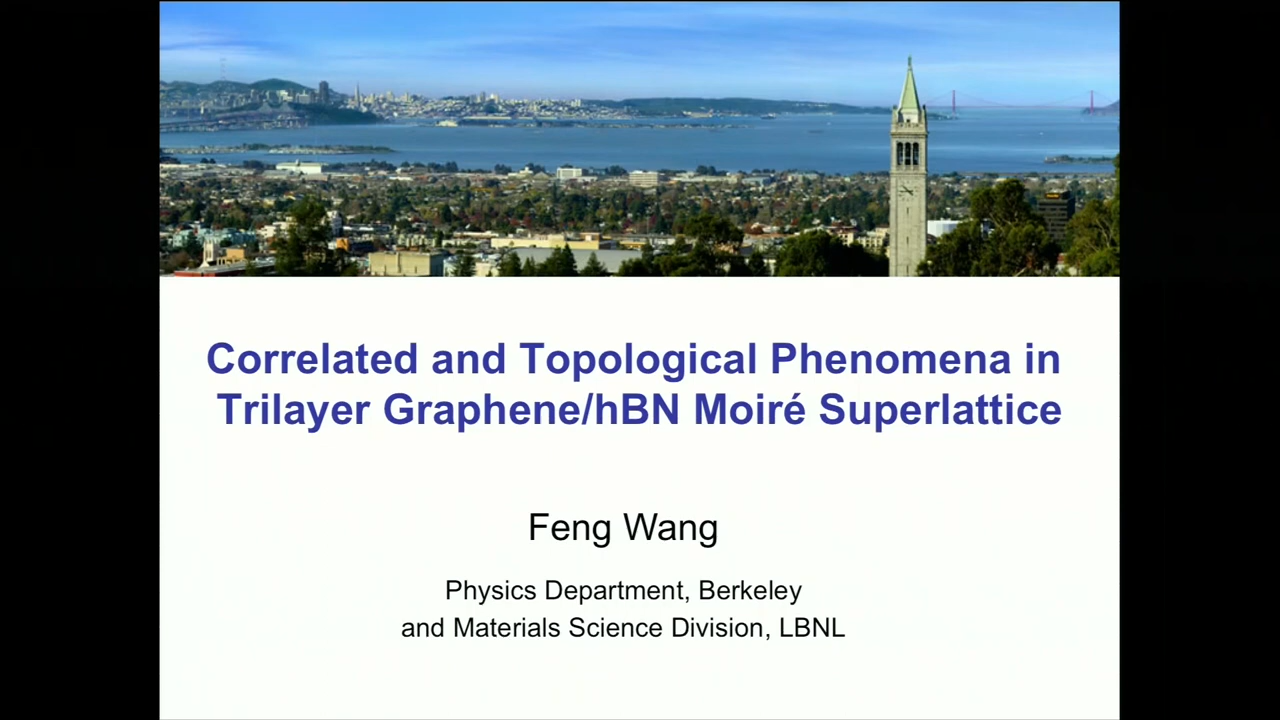 Correlated and Topological Phenomena in
Trilayer Graphene/hBN Moiré Superlattice
Feng Wang
Physics Department, Berkeley
and Materials Science Division, LBNL